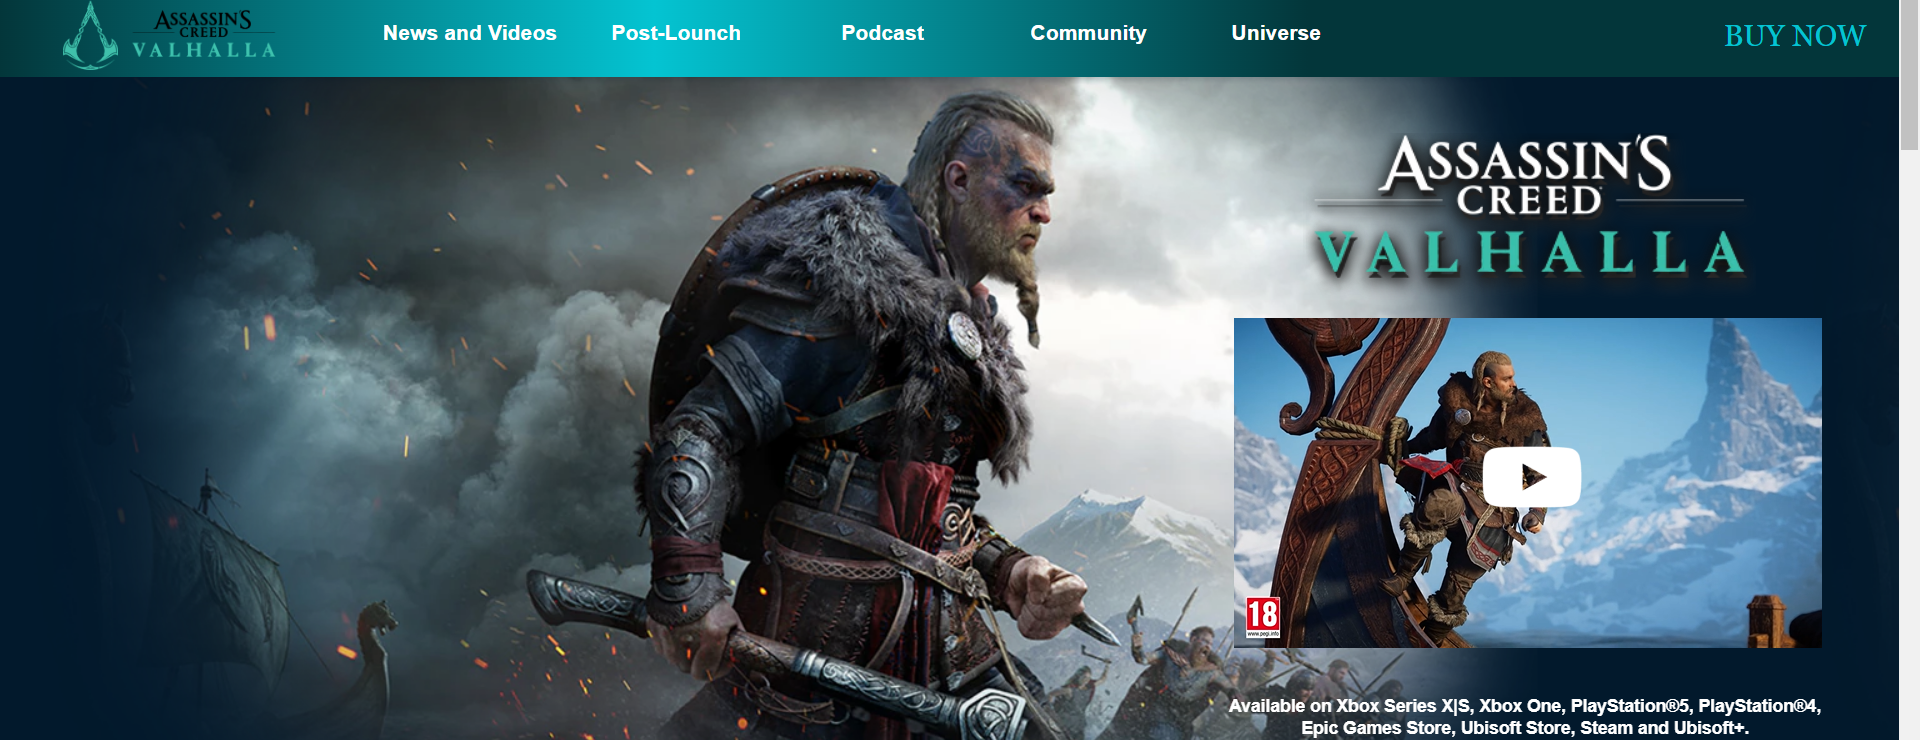 ASSASSIN'S
CREED
VALHALLA
News and Videos
Post-Lounch
Podcast
Community
Universe
BUY NOW
ASSASSIN'S
CREED
VALHALLA
18
www.pegi.info
Available on Xbox Series X|S, Xbox One, PlayStation®5, PlayStation®4,
Epic Games Store, Ubisoft Store, Steam and Ubisoft+.